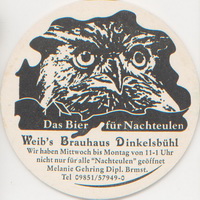 Das Bier für Nachteulen
Weib's Brauhaus Dinkelsbühl
Wir haben Mittwoch bis Montag von 11-1 Uhr
nicht nur für alle "Nachteulen" geöffnet
Melanie Gehring Dipl. Brmst.
Tel 09851/57949-0